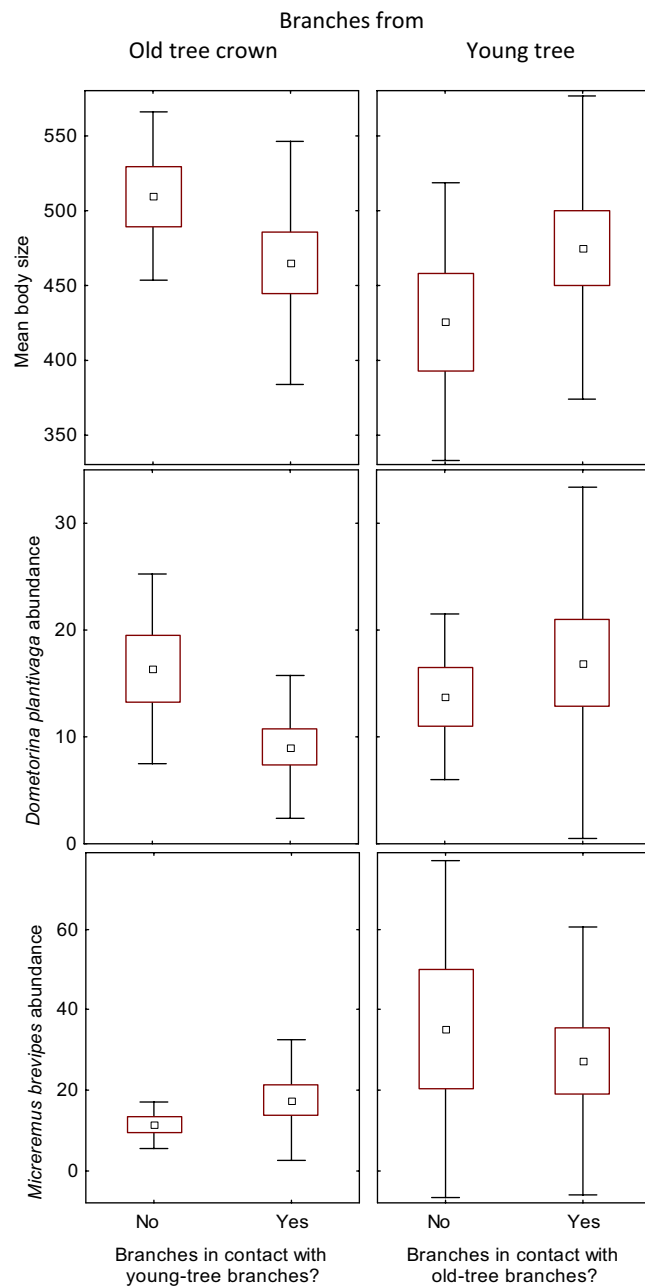 Branches from
Old tree crown
Young tree
Mean body size
550
500
450
400
350
Dometorina plantivaga abundance
30
20
10
0
Micreremus brevipes abundance
60
40
20
0
No
Yes
No
Yes
Branches in contact with
young-tree branches?
Branches in contact with
old-tree branches?